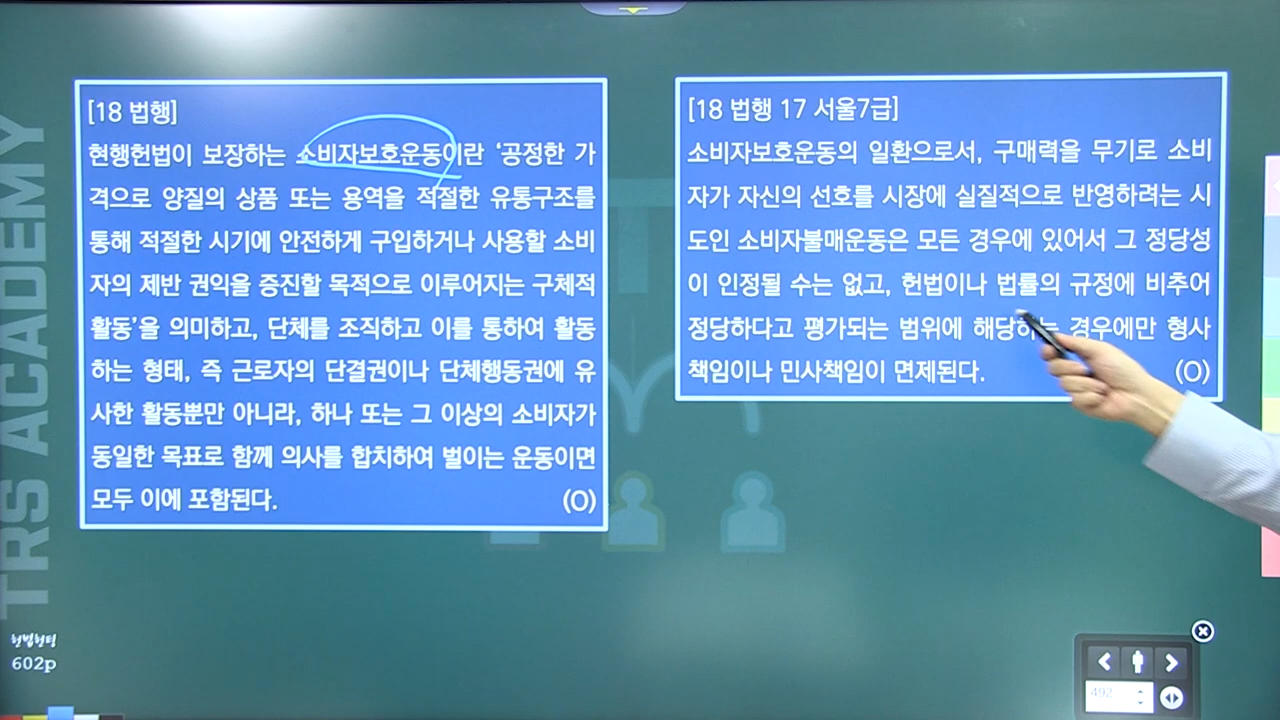 [18 법행]
현행헌법이 보장하는 소비자보호운동이란 ‘공정한 가
격으로 양질의 상품 또는 용역을 적절한 유통구조를
통해 적절한 시기에 안전하게 구입하거나 사용할 소비
자의 제반 권익을 증진할 목적으로 이루어지는 구체적
활동’을 의미하고, 단체를 조직하고 이를 통하여 활동
하는 형태, 즉 근로자의 단결권이나 단체행동권에 유
사한 활동뿐만 아니라, 하나 또는 그 이상의 소비자가
동일한 목표로 함께 의사를 합치하여 벌이는 운동이면
모두 이에 포함된다. (O)
[18 법행 17 서울7급]
소비자보호운동의 일환으로서, 구매력을 무기로 소비
자가 자신의 선호를 시장에 실질적으로 반영하려는 시
도인 소비자불매운동은 모든 경우에 있어서 그 정당성
이 인정될 수는 없고, 헌법이나 법률의 규정에 비추어
정당하다고 평가되는 범위에 해당하는 경우에만 형사
책임이나 민사책임이 면제된다. (O)
TRS ACADEMY
602p
492